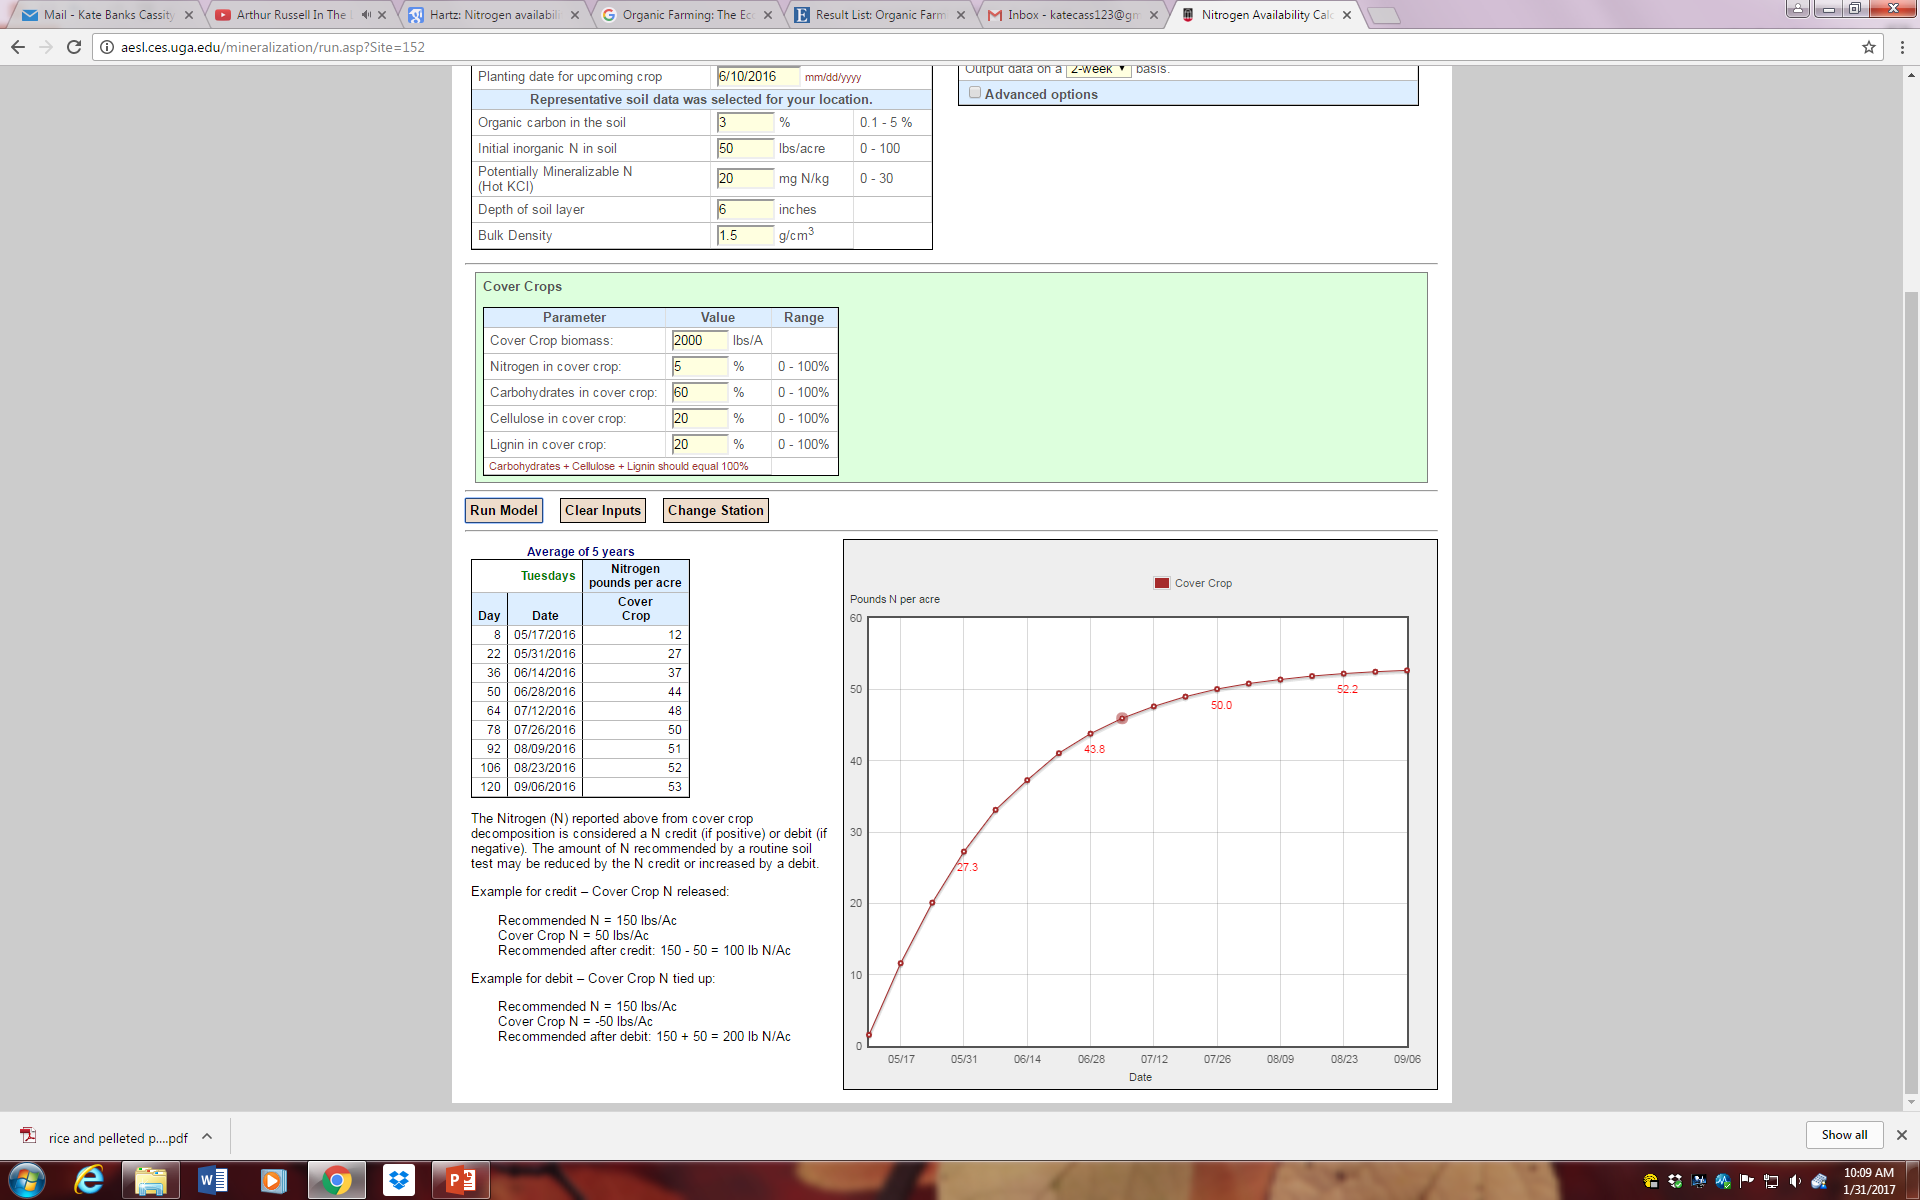 Mail - Kate Banks Cassity
Arthur Russell In The
Hartz: Nitrogen availabili
Organic Farming: The Eco
Result List: Organic Farm
Inbox - katecass123@gm
Nitrogen Availability Calc
aesl.ces.uga.edu/mineralization/run.asp?Site=152
Planting date for upcoming crop 6/10/2016 mm/dd/yyyy
Output data on a 2-week basis.
Representative soil data was selected for your location.
Advanced options
Organic carbon in the soil 3 % 0.1 - 5 %
Initial inorganic N in soil 50 lbs/acre 0 - 100
Potentially Mineralizable N
(Hot KCl) 20 mg N/kg 0 - 30
Depth of soil layer 6 inches
Bulk Density 1.5 g/cm3
Cover Crops
Parameter Value Range
Cover Crop biomass: 2000 lbs/A
Nitrogen in cover crop: 5 % 0 - 100%
Carbohydrates in cover crop: 60 % 0 - 100%
Cellulose in cover crop: 20 % 0 - 100%
Lignin in cover crop: 20 % 0 - 100%
Carbohydrates + Cellulose + Lignin should equal 100%
Run Model Clear Inputs Change Station
Average of 5 years
Tuesdays Nitrogen
pounds per acre
Day Date Cover
Crop
8 05/17/2016 12
22 05/31/2016 27
36 06/14/2016 37
50 06/28/2016 44
64 07/12/2016 48
78 07/26/2016 50
92 08/09/2016 51
106 08/23/2016 52
120 09/06/2016 53
The Nitrogen (N) reported above from cover crop
decomposition is considered a N credit (if positive) or debit (if
negative). The amount of N recommended by a routine soil
test may be reduced by the N credit or increased by a debit.
Example for credit – Cover Crop N released:
Recommended N = 150 lbs/Ac
Cover Crop N = 50 lbs/Ac
Recommended after credit: 150 - 50 = 100 lb N/Ac
Example for debit – Cover Crop N tied up:
Recommended N = 150 lbs/Ac
Cover Crop N = -50 lbs/Ac
Recommended after debit: 150 + 50 = 200 lb N/Ac
Cover Crop
Pounds N per acre
60
50
40
30
20
10
0
27.3
43.8
50.0
52.2
05/17 05/31 06/14 06/28 07/12 07/26 08/09 08/23 09/06
Date
rice and pelleted p....pdf
Show all
10:09 AM
1/31/2017